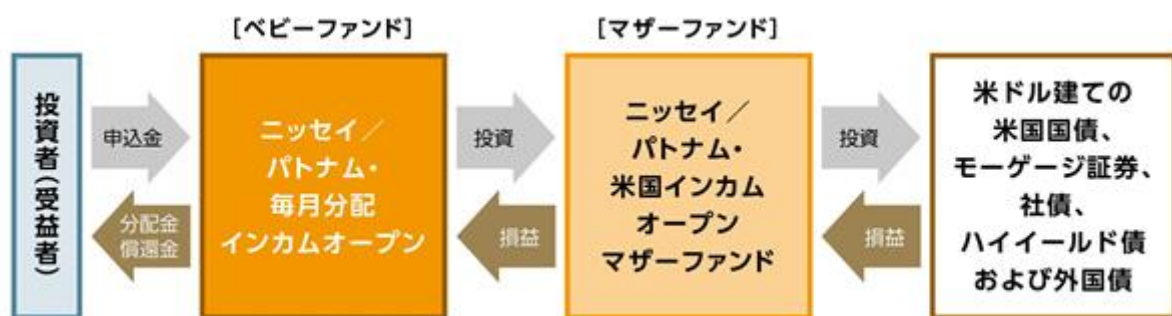 [ベビーファンド]
[マザーファンド]
投資者(受益者)
申込金
分配金
償還金
ニッセイ/
パトナム・
毎月分配
インカムオープン
投資
損益
ニッセイ/
パトナム・
米国インカム
オープン
マザーファンド
投資
損益
米ドル建ての
米国国債、
モーゲージ証券、
社債、
ハイイールド債
および外国債